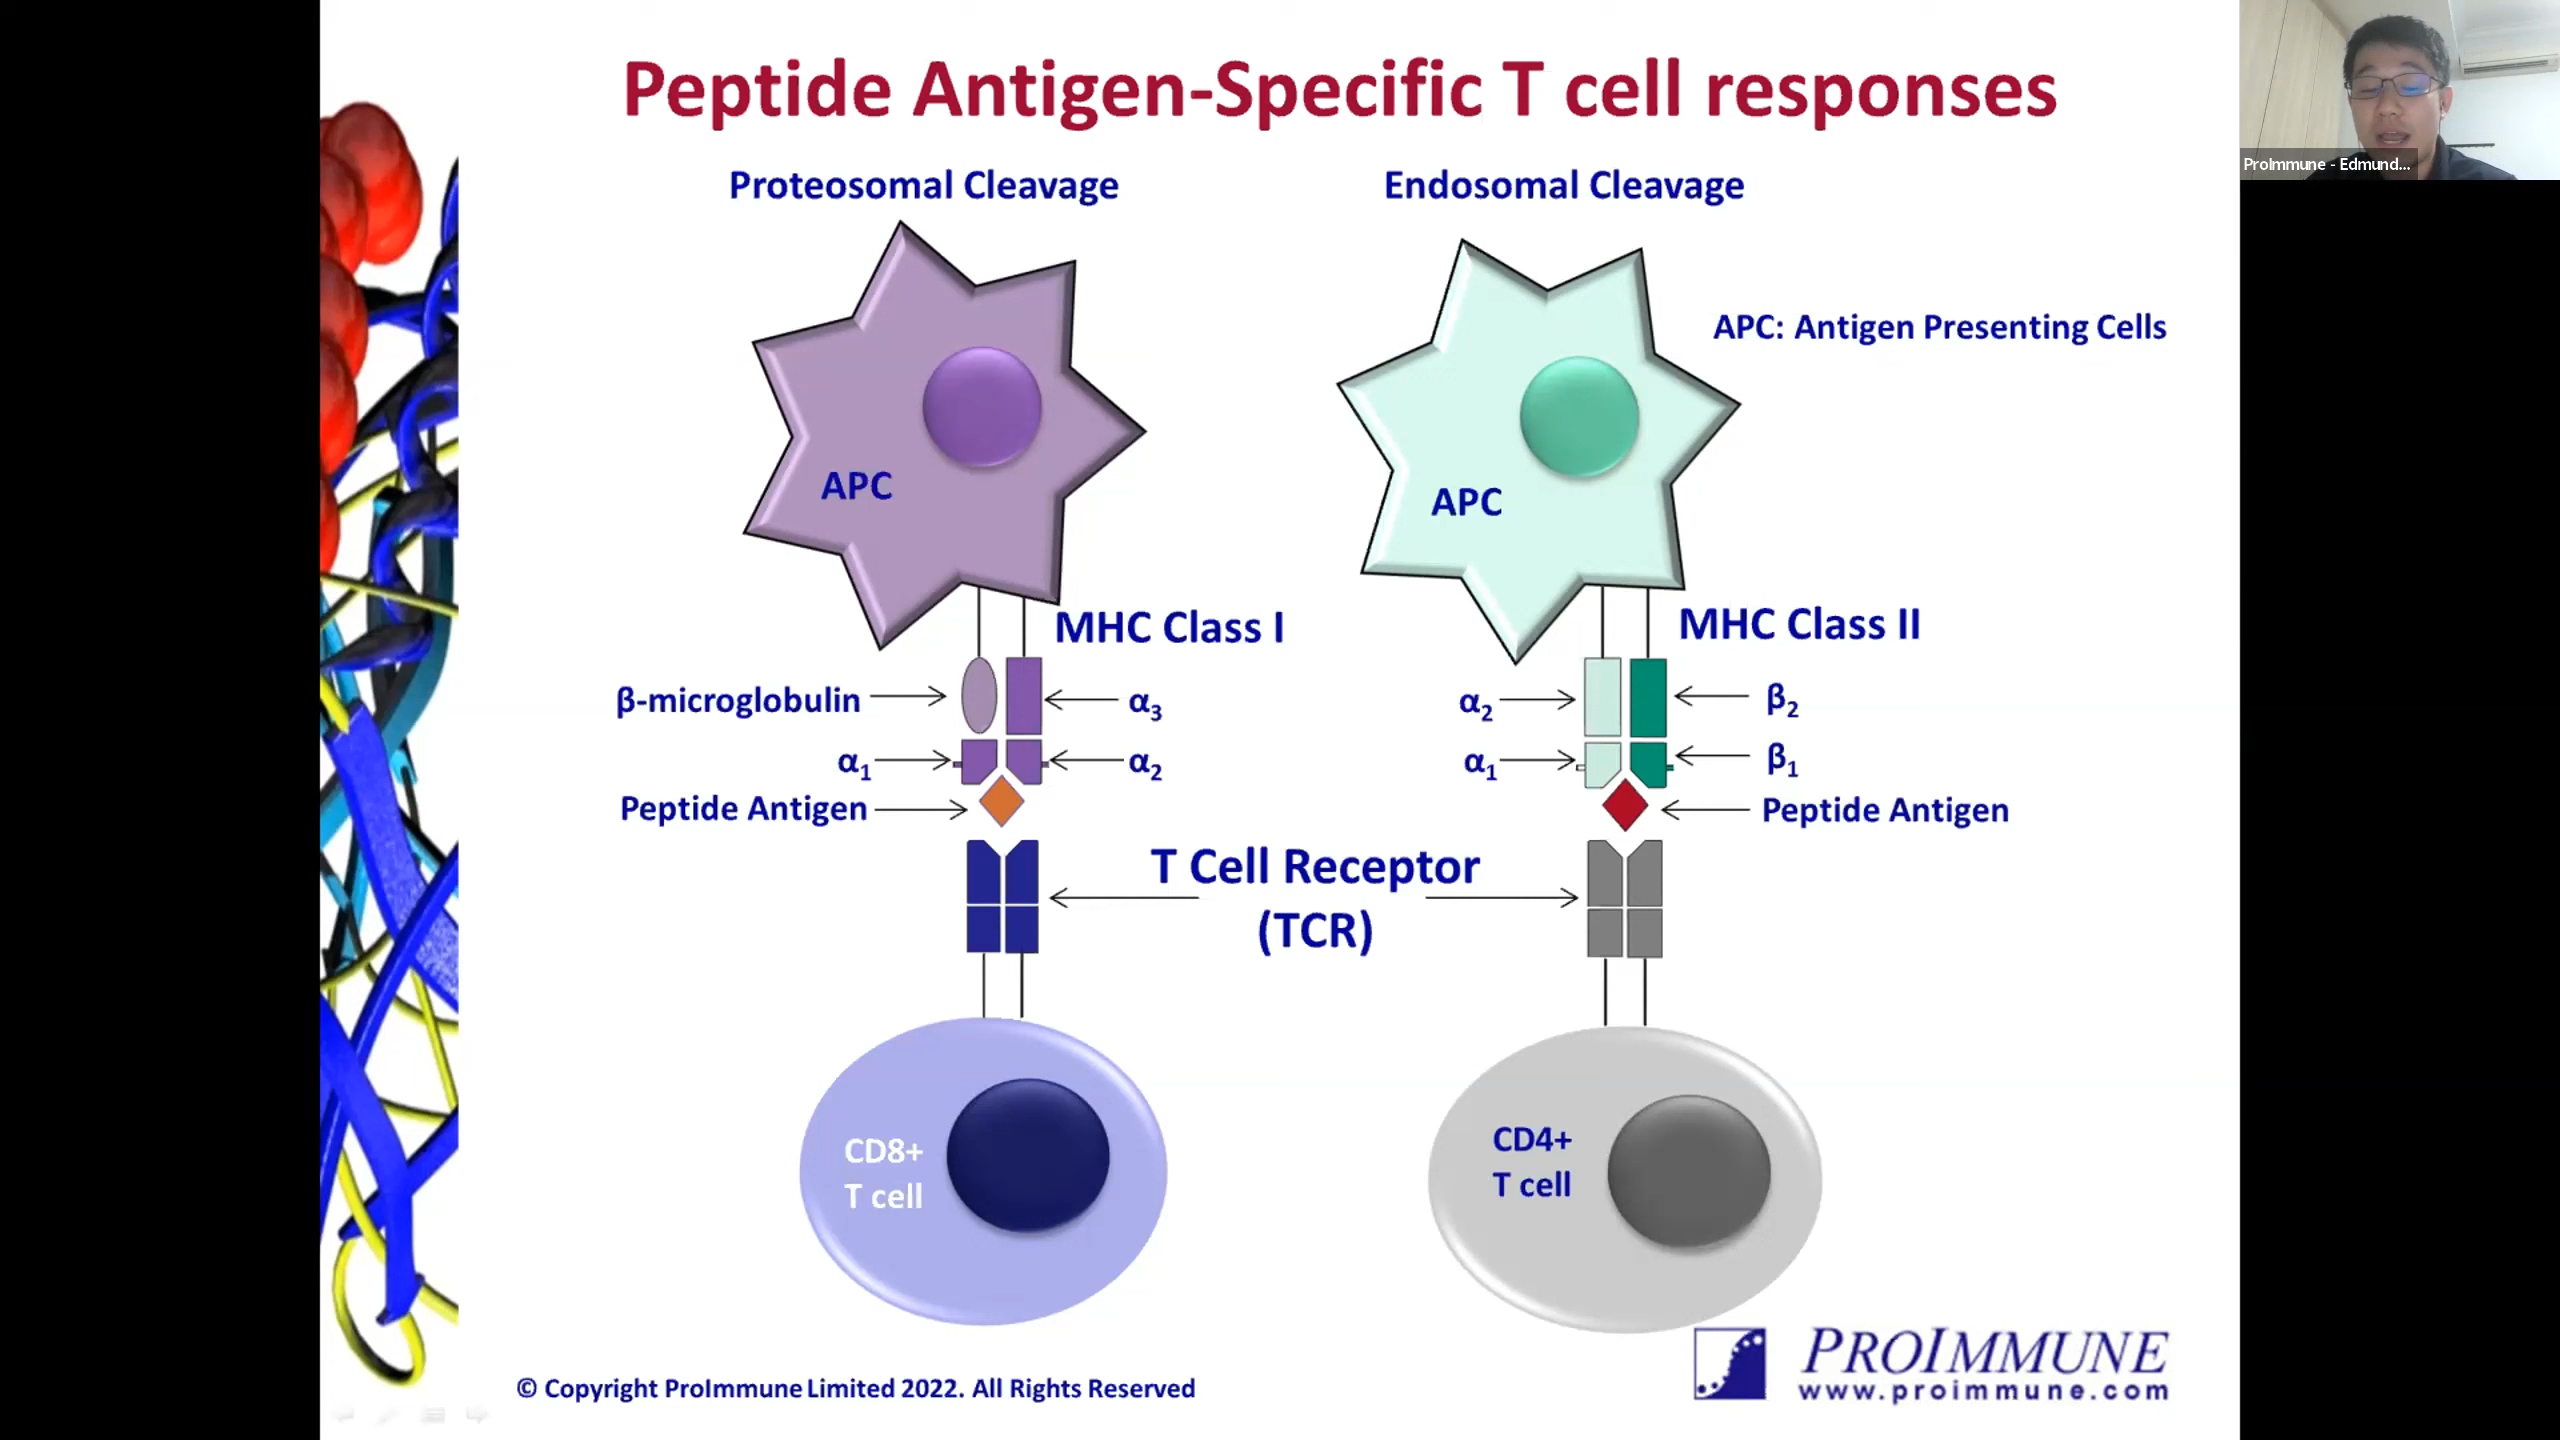 Peptide Antigen-Specific T cell responses
ProImmune - Edmund...
Proteosomal Cleavage
Endosomal Cleavage
APC: Antigen Presenting Cells
APC
APC
MHC Class I
MHC Class II
β-microglobulin
α3
α2
β2
α1
α2
α1
β1
Peptide Antigen
Peptide Antigen
T Cell Receptor
(TCR)
CD8+
T cell
CD4+
T cell
PROIMMUNE
www.proimmune.com
© Copyright ProImmune Limited 2022. All Rights Reserved